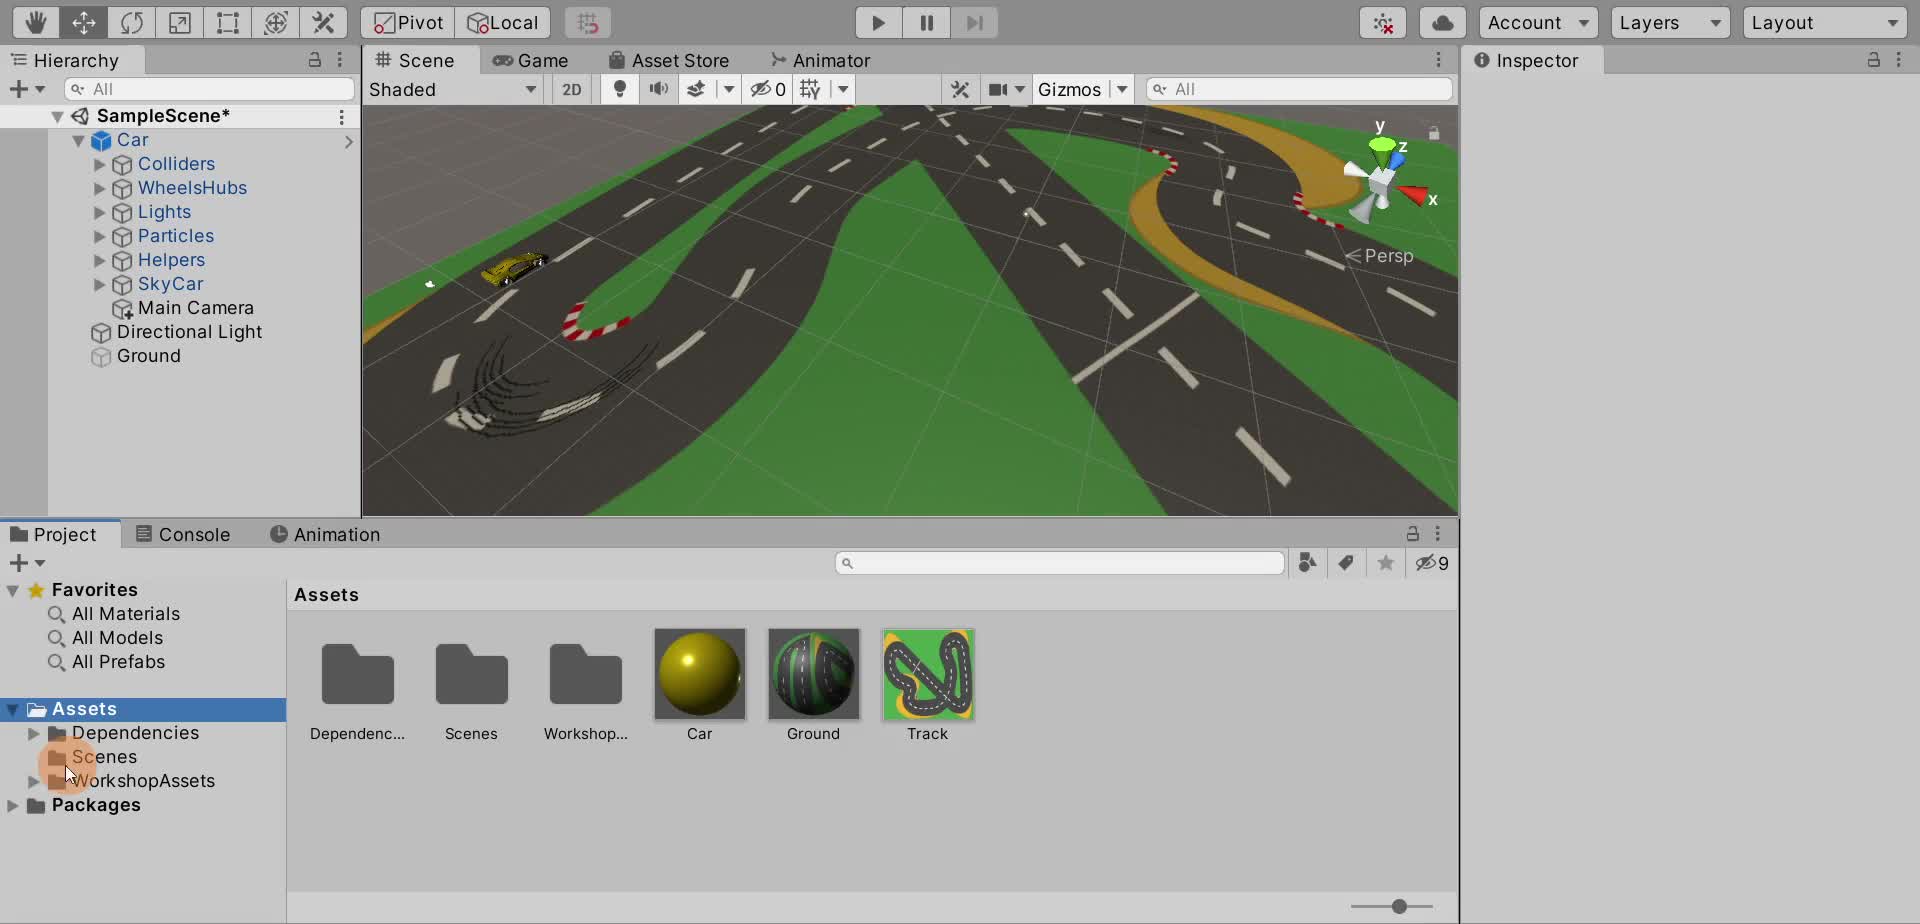 Pivot Local Account Layers Layout
Hierarchy
All
SampleScene*
Car
Colliders
WheelsHubs
Lights
Particles
Helpers
SkyCar
Main Camera
Directional Light
Ground
Scene Game Asset Store Animator
Shaded 2D 0 Gizmos All
y
z
x
Persp
Inspector
Project Console Animation
9
Favorites
All Materials
All Models
All Prefabs
Assets
Dependencies
Scenes
WorkshopAssets
Packages
Assets
Dependenc... Scenes Workshop... Car Ground Track